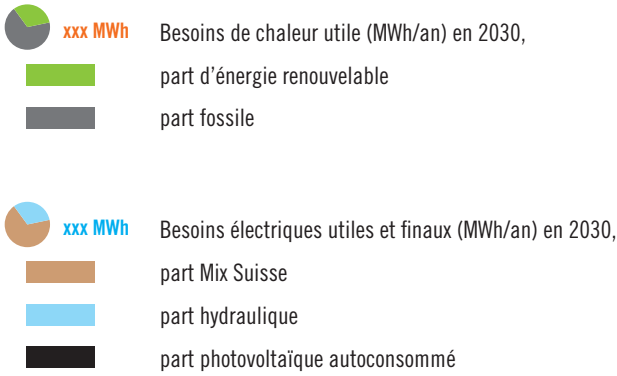 xxx MWh Besoins de chaleur utile (MWh/an) en 2030,
part d'énergie renouvelable
part fossile
xxx MWh Besoins électriques utiles et finaux (MWh/an) en 2030,
part Mix Suisse
part hydraulique
part photovoltaïque autoconsommé